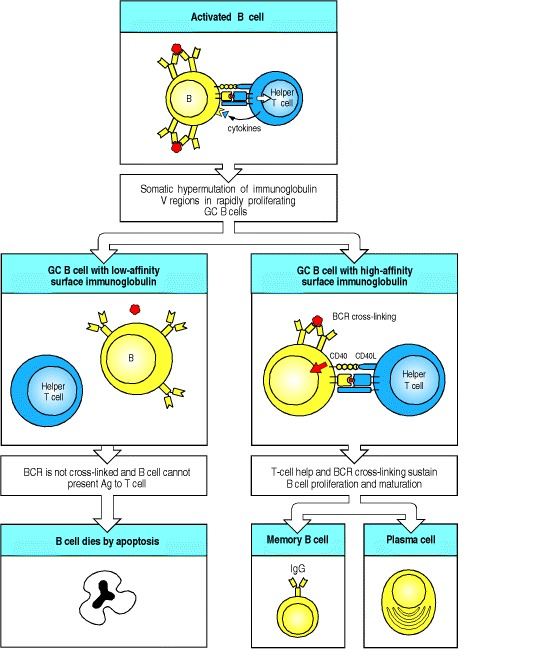 Activated B cell
B
Helper
T cell
cytokines
Somatic hypermutation of immunoglobulin
V regions in rapidly proliferating
GC B cells
GC B cell with low-affinity
surface immunoglobulin
B
Helper
T cell
GC B cell with high-affinity
surface immunoglobulin
BCR cross-linking
CD40 CD40L
Helper
T cell
BCR is not cross-linked and B cell cannot
present Ag to T cell
T-cell help and BCR cross-linking sustain
B cell proliferation and maturation
B cell dies by apoptosis
Memory B cell
IgG
Plasma cell